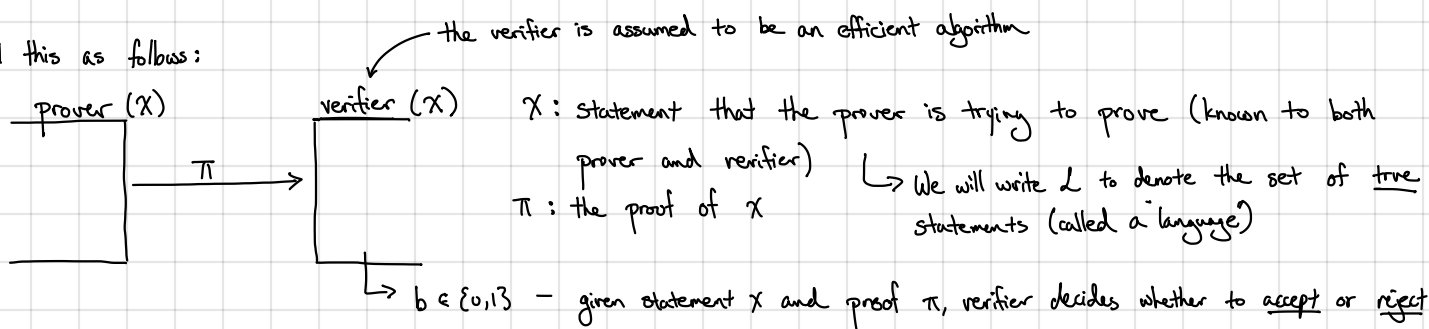 the verifier is assumed to be an efficient algorithm
this as follows:
prover (X)
verifier (X)
X : statement that the prover is trying to prove (known to both
prover and verifier)
We will write L to denote the set of true
π
π : the proof of X
statements (called a "language")
b ∈ {0,1} - given statement X and proof π, verifier decides whether to accept or reject